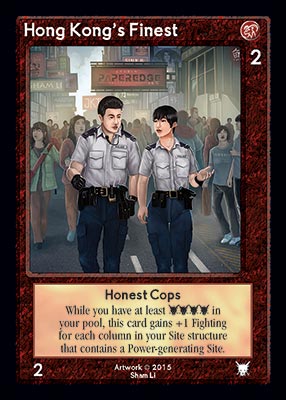 Hong Kong's Finest
2
PAPEREDGE
Honest Cops
While you have at least in
your pool, this card gains +1 Fighting
for each column in your Site structure
that contains a Power-generating Site.
2
Artwork © 2015
Sham Li